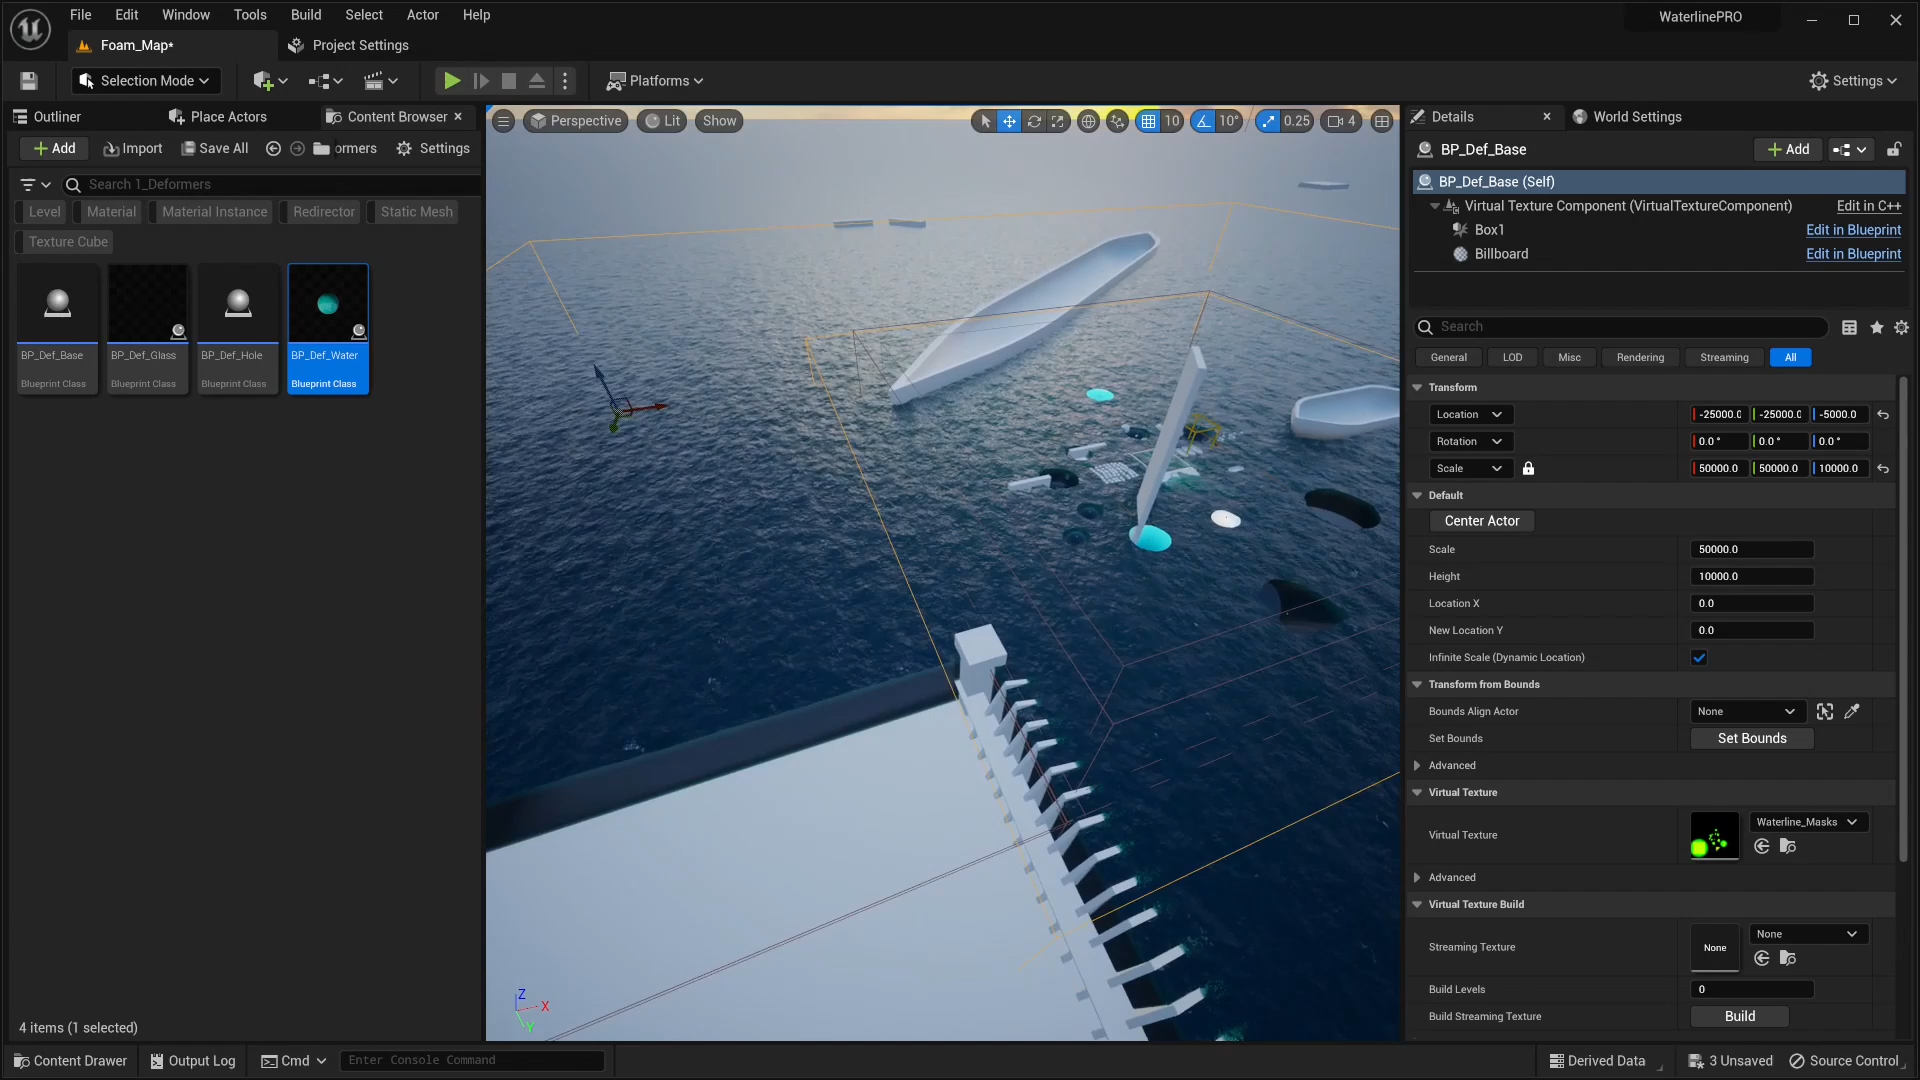 File Edit Window Tools Build Select Actor Help
WaterlinePRO
Foam_Map*
Project Settings
Selection Mode
Platforms
Settings
Outliner
Place Actors
Content Browser
Add
Import
Save All
ormers
Settings
Search 1_Deformers
Level
Material
Material Instance
Redirector
Static Mesh
Texture Cube
BP_Def_Base
Blueprint Class
BP_Def_Glass
Blueprint Class
BP_Def_Hole
Blueprint Class
BP_Def_Water
Blueprint Class
4 items (1 selected)
Perspective
Lit
Show
10
10°
0.25
4
Z
X
Y
Details
World Settings
BP_Def_Base
Add
BP_Def_Base (Self)
Virtual Texture Component (VirtualTextureComponent)
Edit in C++
Box1
Edit in Blueprint
Billboard
Edit in Blueprint
Search
General
LOD
Misc
Rendering
Streaming
All
Transform
Location
-25000.0
-25000.0
-5000.0
Rotation
0.0 °
0.0 °
0.0 °
Scale
50000.0
50000.0
10000.0
Default
Center Actor
Scale
50000.0
Height
10000.0
Location X
0.0
New Location Y
0.0
Infinite Scale (Dynamic Location)
Transform from Bounds
Bounds Align Actor
None
Set Bounds
Set Bounds
Advanced
Virtual Texture
Virtual Texture
Waterline_Masks
Advanced
Virtual Texture Build
Streaming Texture
None
None
Build Levels
0
Build Streaming Texture
Build
Content Drawer
Output Log
Cmd
Enter Console Command
Derived Data
3 Unsaved
Source Control